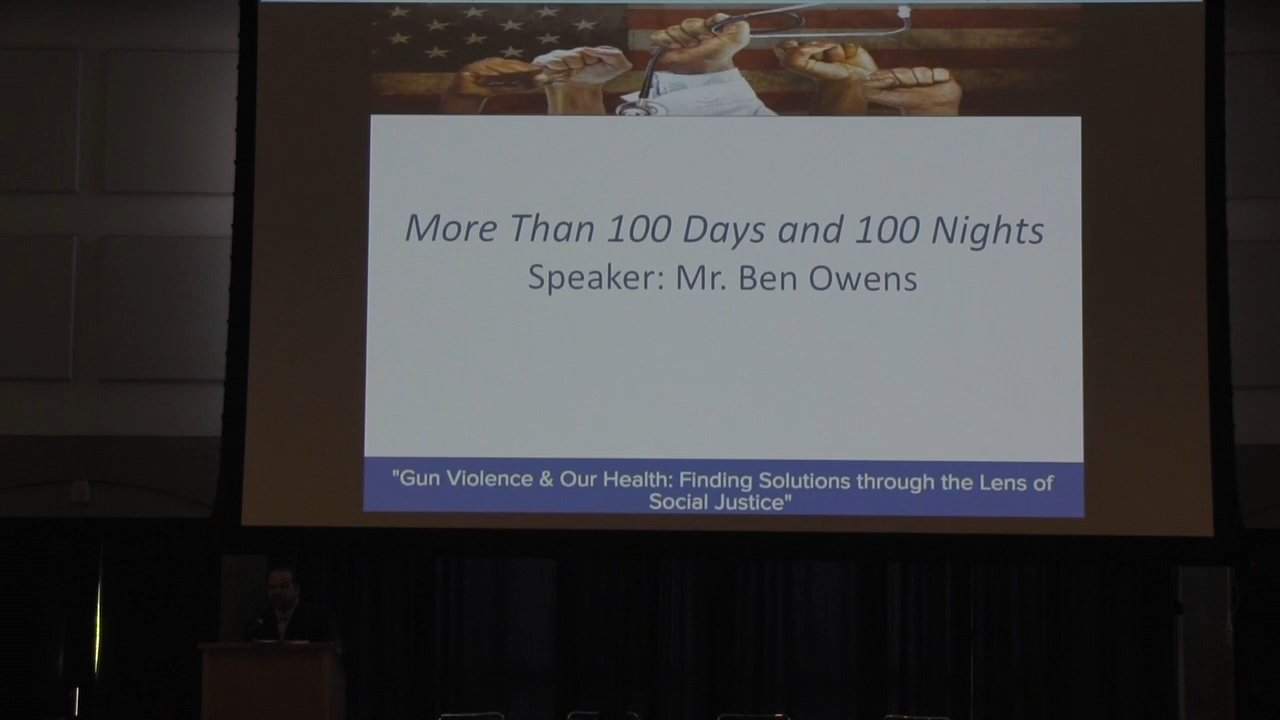 More Than 100 Days and 100 Nights
Speaker: Mr. Ben Owens
"Gun Violence & Our Health: Finding Solutions through the Lens of
Social Justice"